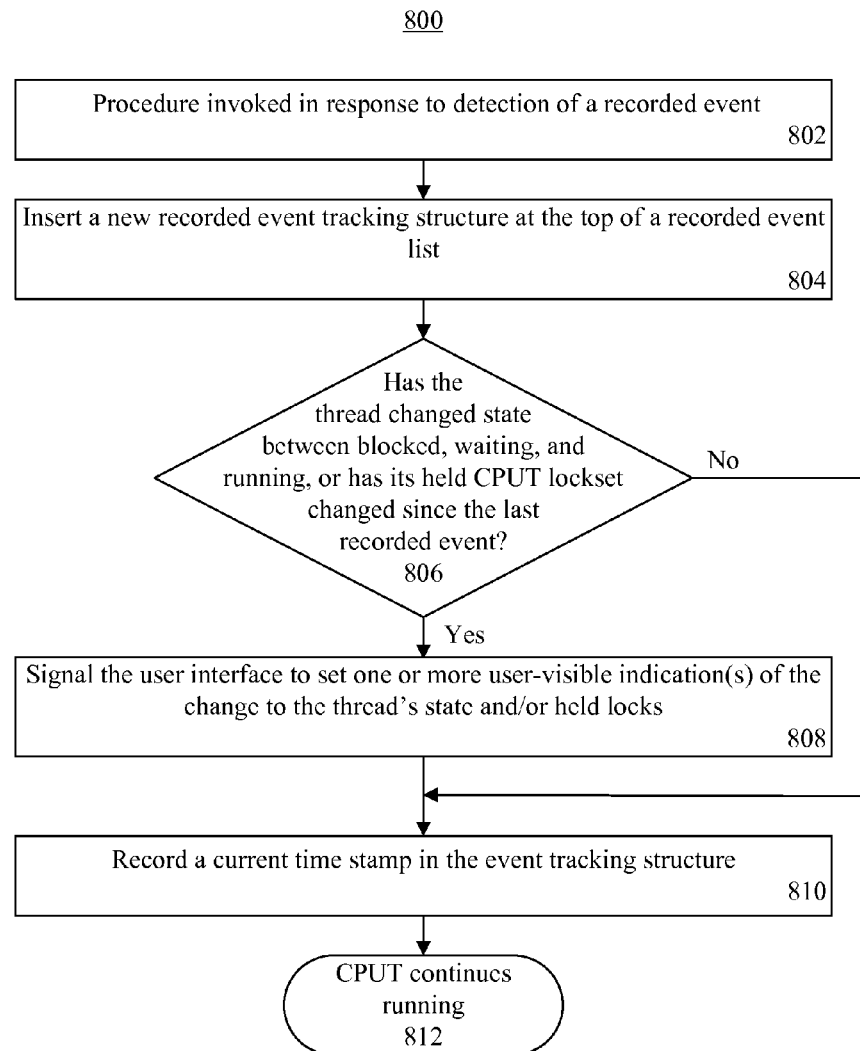 800
Procedure invoked in response to detection of a recorded event
802
Insert a new recorded event tracking structure at the top of a recorded event
list
804
Has the
thread changed state
between blocked, waiting, and
running, or has its held CPUT lockset
changed since the last
recorded event?
806
No
Yes
Signal the user interface to set one or more user-visible indication(s) of the
change to the thread's state and/or held locks
808
Record a current time stamp in the event tracking structure
810
CPUT continues
running
812